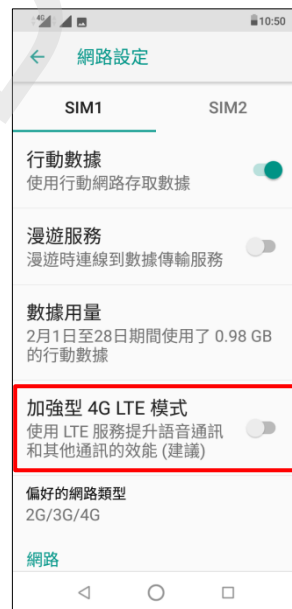 4G
10:50
網路設定
SIM1
SIM2
行動數據
使用行動網路存取數據
漫遊服務
漫遊時連線到數據傳輸服務
數據用量
2月1日至28日期間使用了 0.98 GB
的行動數據
加強型 4G LTE 模式
使用 LTE 服務提升語音通訊
和其他通訊的效能 (建議)
偏好的網路類型
2G/3G/4G
網路